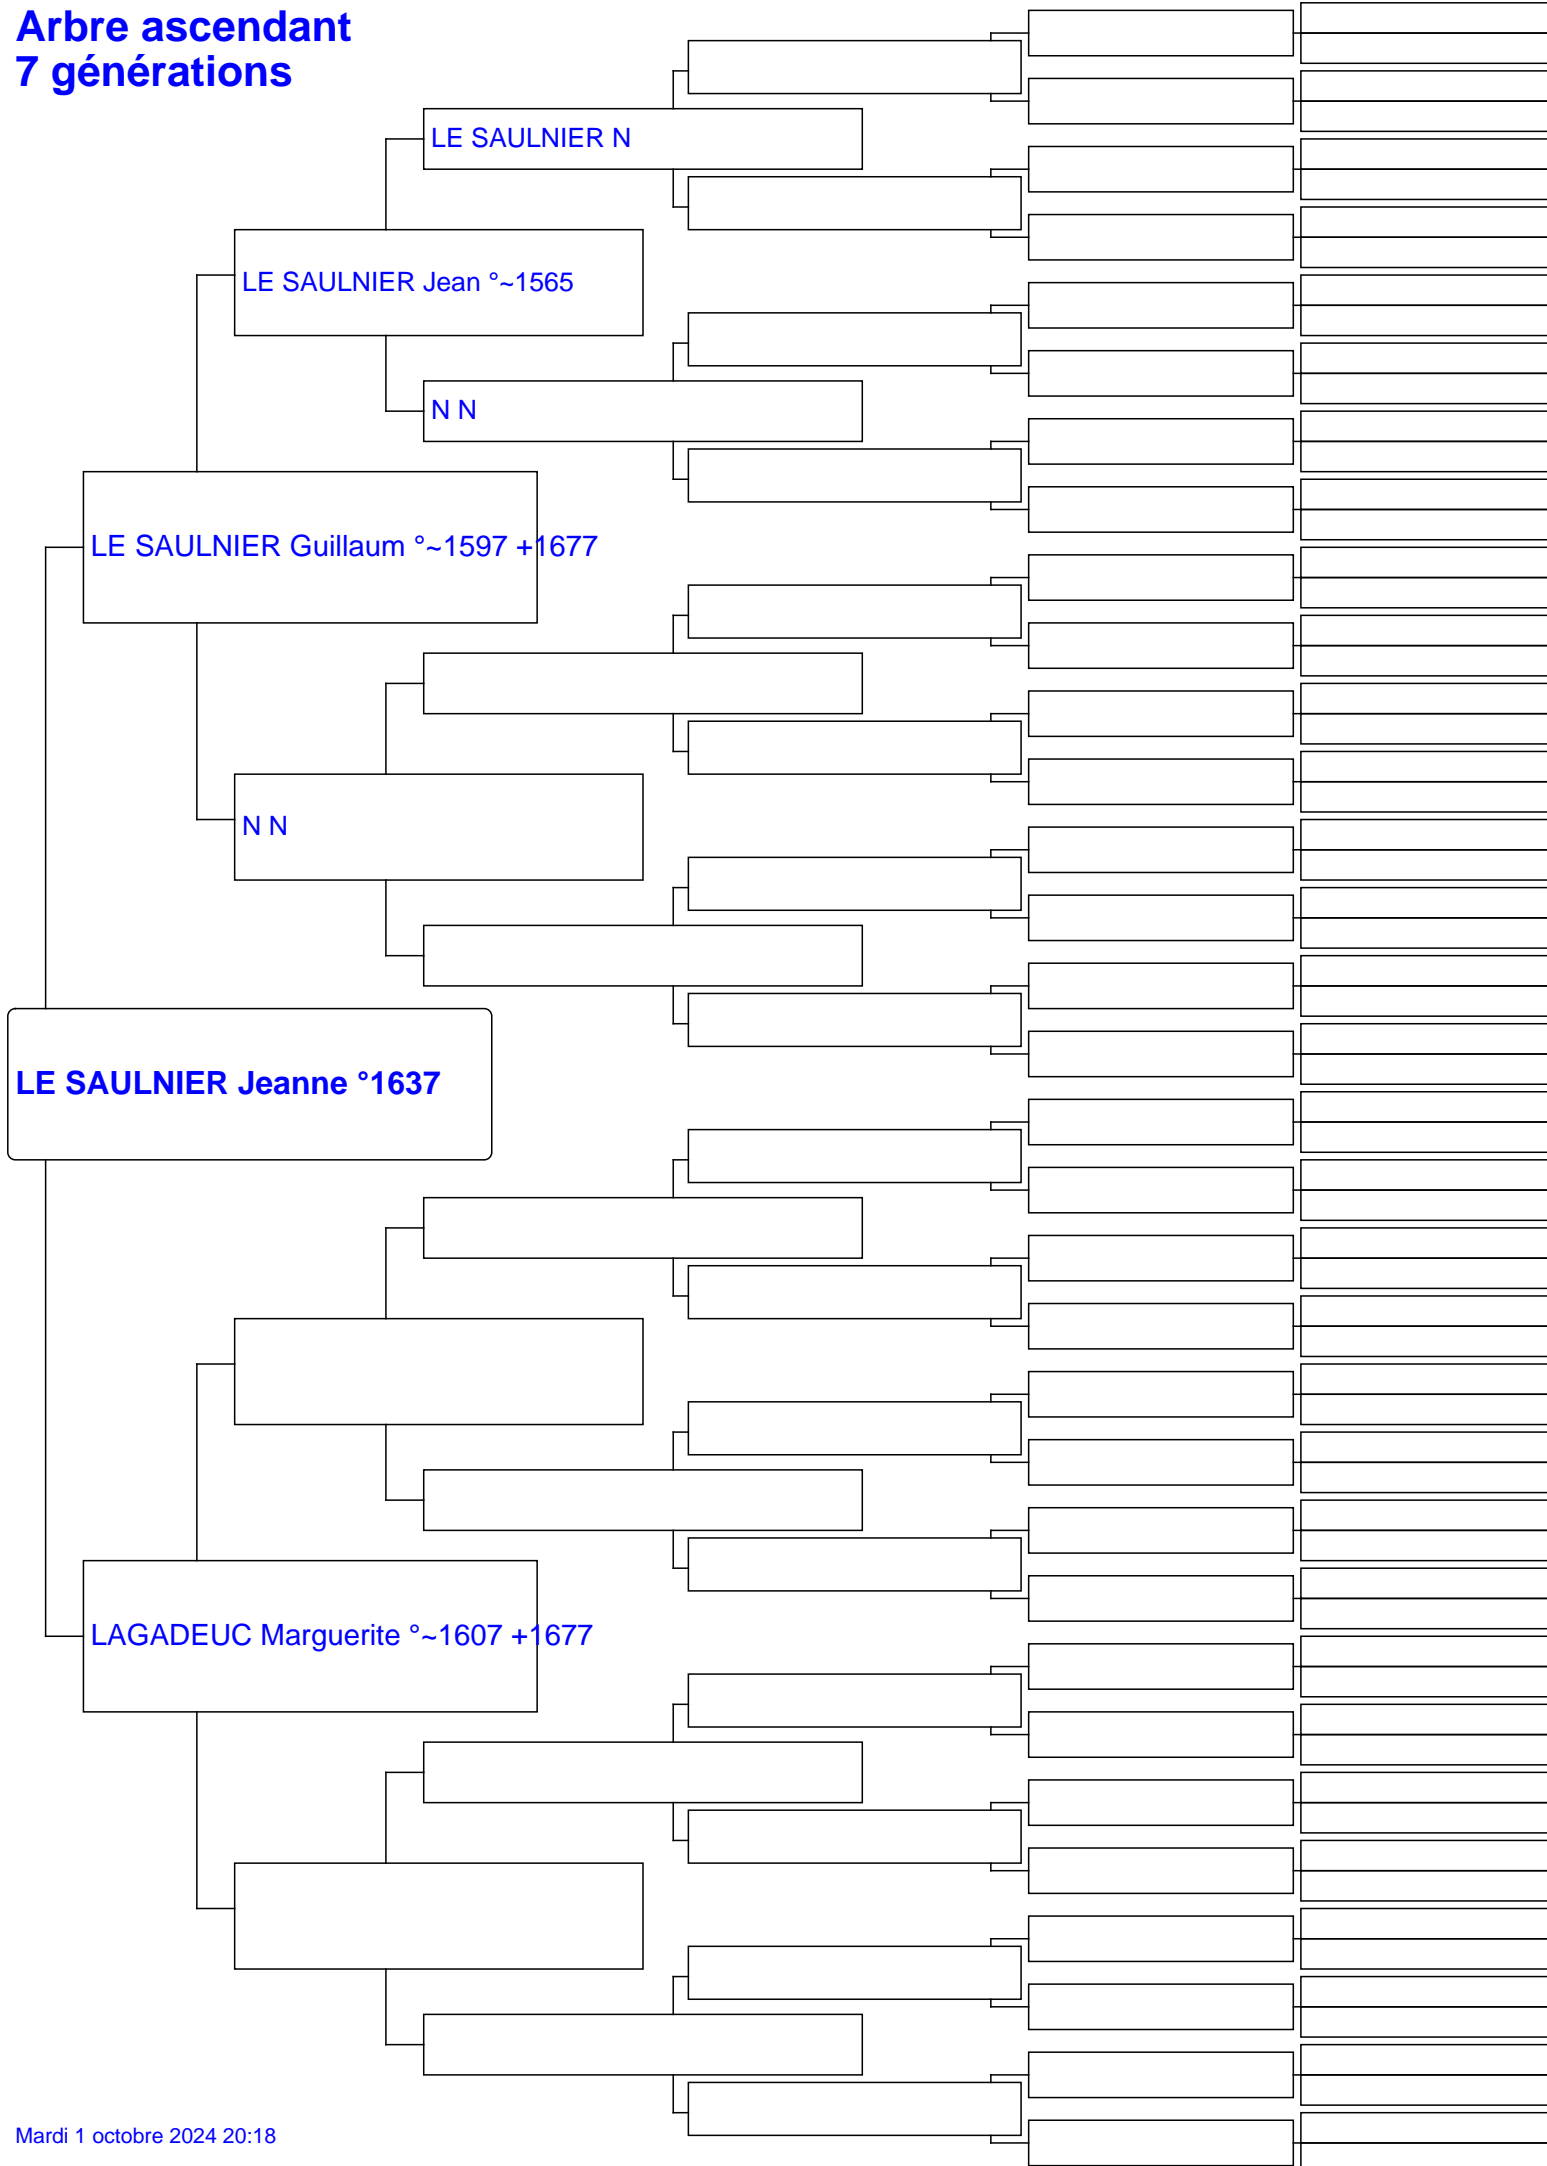 Arbre ascendant
7 générations
LE SAULNIER N
LE SAULNIER Jean °~1565
N N
LE SAULNIER Guillaum °~1597 +1677
N N
LE SAULNIER Jeanne °1637
LAGADEUC Marguerite °~1607 +1677
Mardi 1 octobre 2024 20:18